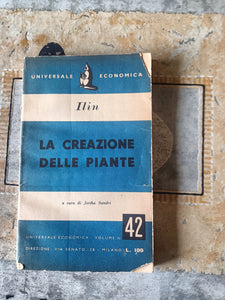 UNIVERSALE ECONOMICA
Ilin
LA CREAZIONE
DELLE PIANTE
a cura di Jertha Sandri
UNIVERSALE ECONOMICA - VOLUME N. 42
DIREZIONE: VIA SENATO, 38 - MILANO L. 100